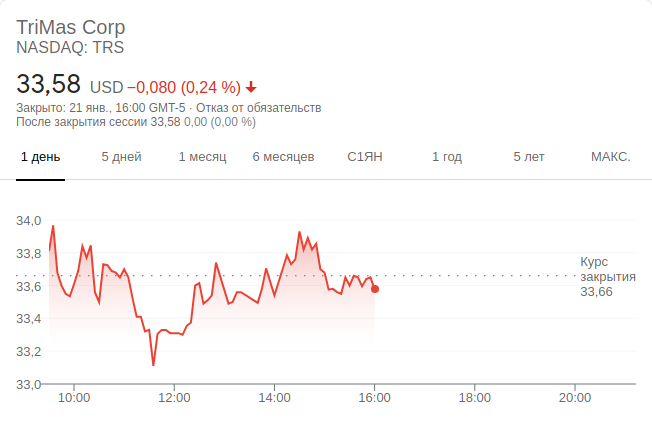 TriMas Corp
NASDAQ: TRS
33,58 USD −0,080 (0,24 %)
Закрыто: 21 янв., 16:00 GMT-5 · Отказ от обязательств
После закрытия сессии 33,58 0,00 (0,00 %)
1 день 5 дней 1 месяц 6 месяцев С1ЯН 1 год 5 лет МАКС.
34,0
33,8
33,6
33,4
33,2
33,0
Курс
закрытия
33,66
10:00 12:00 14:00 16:00 18:00 20:00